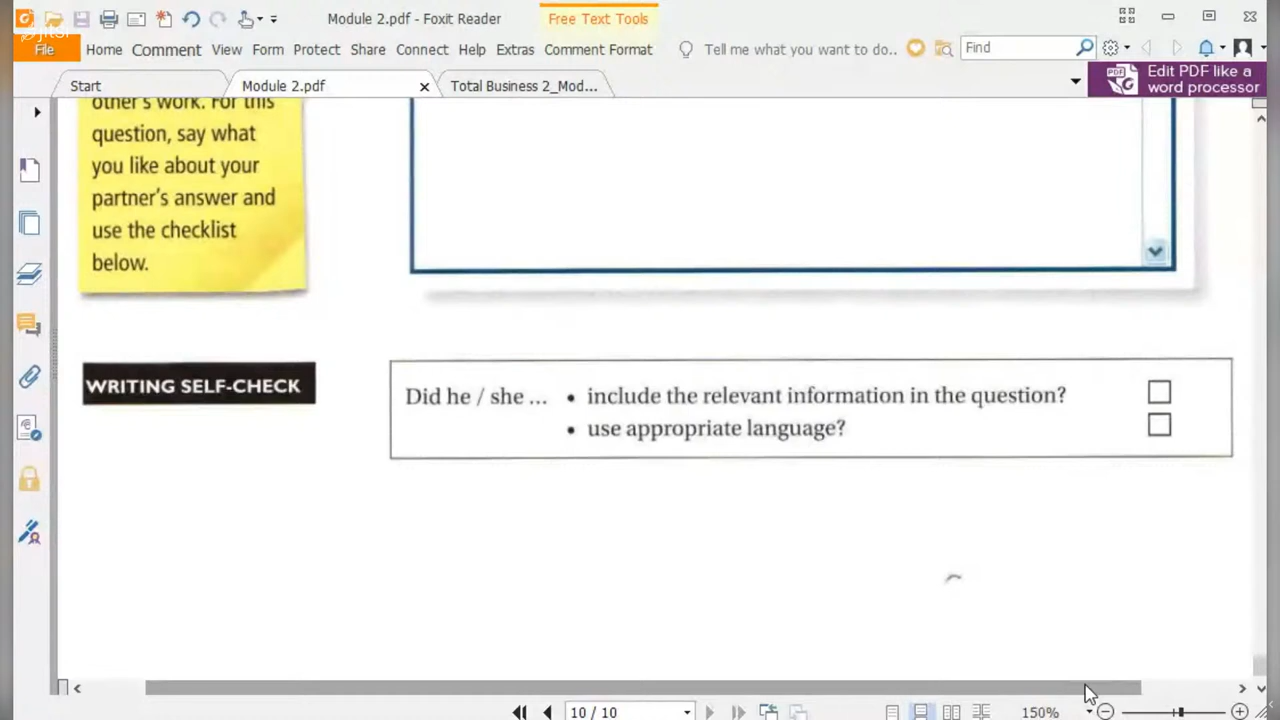 Module 2.pdf - Foxit Reader
Free Text Tools
jitsi
File
Home
Comment
View
Form
Protect
Share
Connect
Help
Extras
Comment Format
Tell me what you want to do..
Find
Start
Module 2.pdf
Total Business 2_Mod...
Edit PDF like a
word processor
other's work. For this
question, say what
you like about your
partner's answer and
use the checklist
below.
WRITING SELF-CHECK
Did he / she ... • include the relevant information in the question?
• use appropriate language?
10 / 10
150%